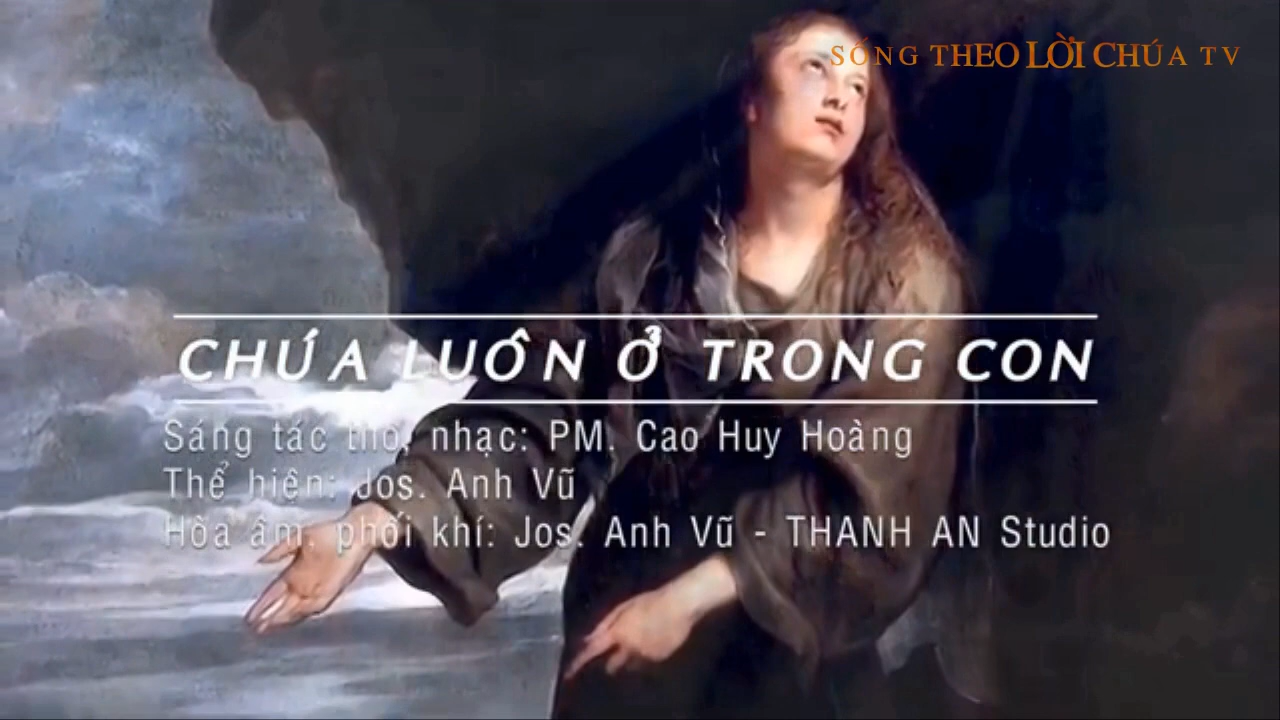 SỐNG THEO LỜI CHÚA TV
CHÚA LUÔN Ở TRONG CON
Sáng tác thơ, nhạc: PM. Cao Huy Hoàng
Thể hiện: Jos. Anh Vũ
Hòa âm, phối khí: Jos. Anh Vũ - THANH AN Studio